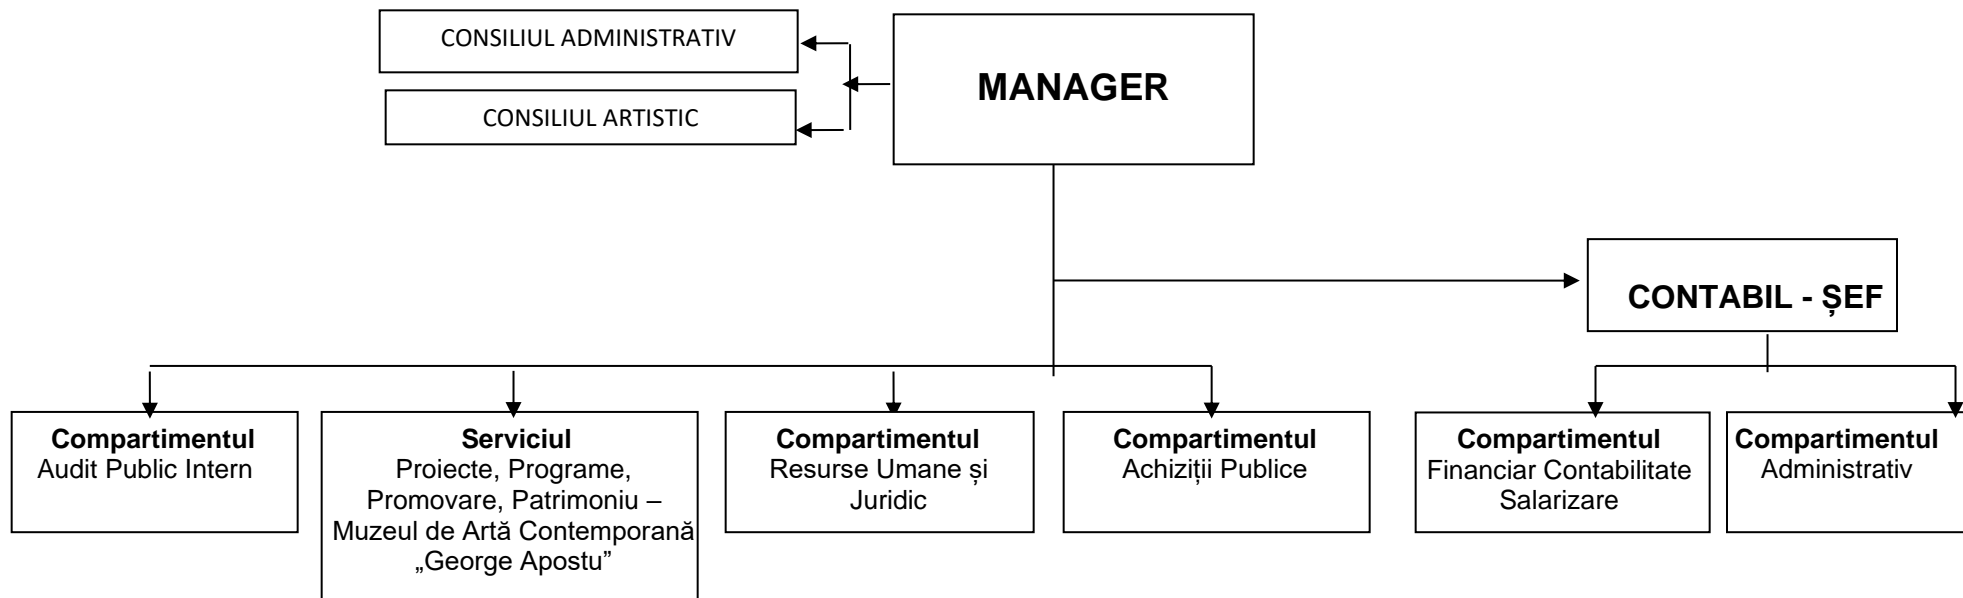 CONSILIUL ADMINISTRATIV
CONSILIUL ARTISTIC
MANAGER
CONTABIL - ȘEF
Compartimentul
Audit Public Intern
Serviciul
Proiecte, Programe,
Promovare, Patrimoniu –
Muzeul de Artă Contemporană
„George Apostu”
Compartimentul
Resurse Umane și
Juridic
Compartimentul
Achiziții Publice
Compartimentul
Financiar Contabilitate
Salarizare
Compartimentul
Administrativ